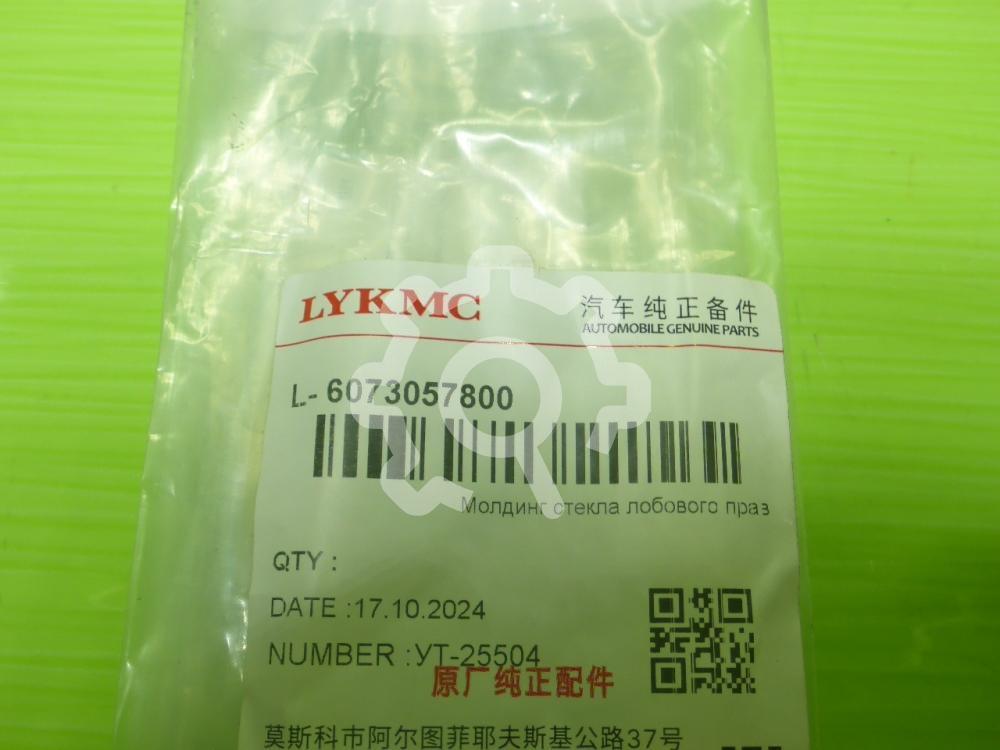 LYKMC
汽车纯正备件
AUTOMOBILE GENUINE PARTS
L- 6073057800
Молдинг стекла лобового прав
QTY :
DATE :17.10.2024
NUMBER :УТ-25504
原厂纯正配件
莫斯科市阿尔图菲耶夫斯基公路37号